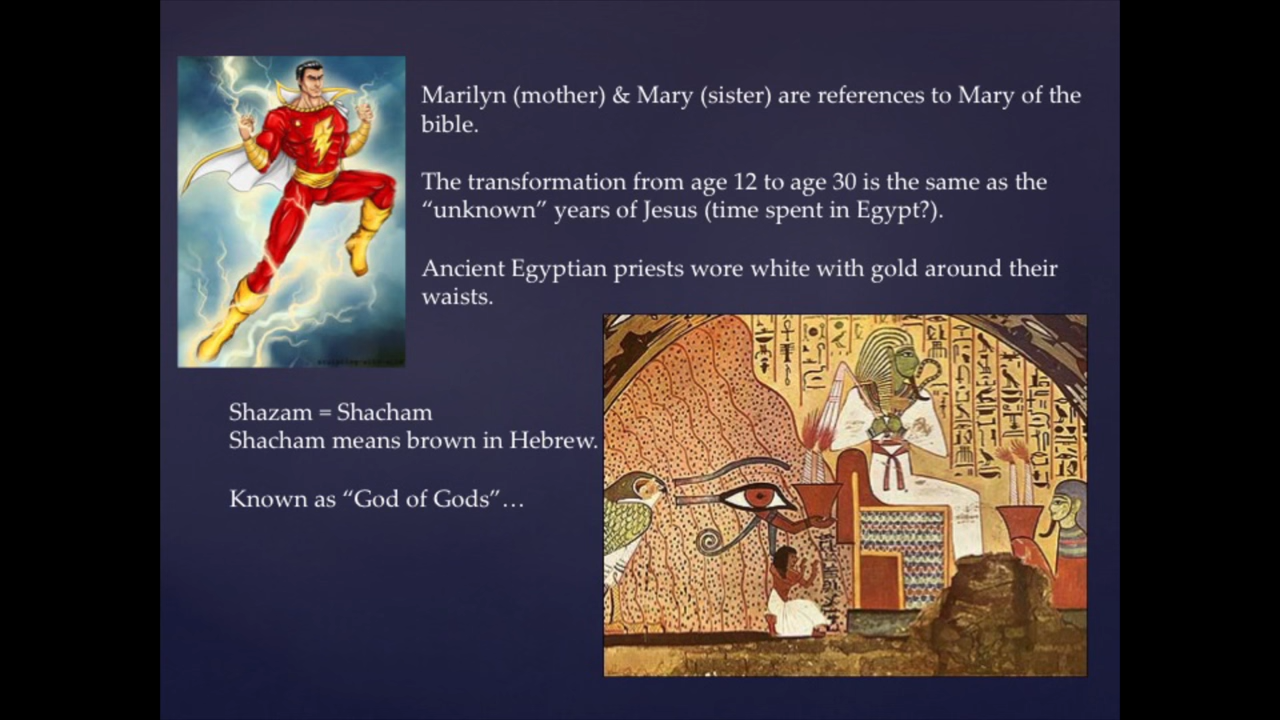 Marilyn (mother) & Mary (sister) are references to Mary of the
bible.
The transformation from age 12 to age 30 is the same as the
“unknown” years of Jesus (time spent in Egypt?).
Ancient Egyptian priests wore white with gold around their
waists.
Shazam = Shacham
Shacham means brown in Hebrew.
Known as “God of Gods”…